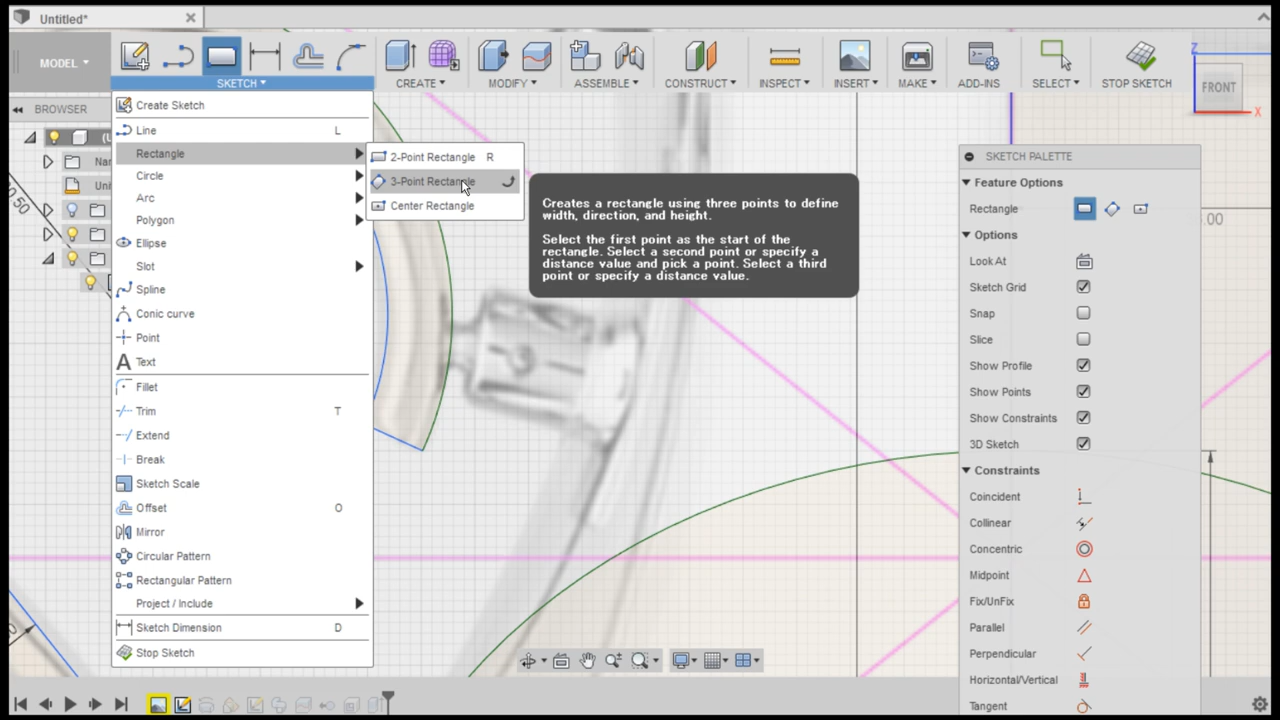 Untitled*
MODEL
SKETCH
CREATE
MODIFY
ASSEMBLE
CONSTRUCT
INSPECT
INSERT
MAKE
ADD-INS
SELECT
STOP SKETCH
Z
FRONT
X
BROWSER
Create Sketch
Line L
Rectangle
Circle
Arc
Polygon
Ellipse
Slot
Spline
Conic curve
Point
Text
Fillet
Trim T
Extend
Break
Sketch Scale
Offset O
Mirror
Circular Pattern
Rectangular Pattern
Project / Include
Sketch Dimension D
Stop Sketch
2-Point Rectangle R
3-Point Rectangle
Center Rectangle
Creates a rectangle using three points to define
width, direction, and height.
Select the first point as the start of the
rectangle. Select a second point or specify a
distance value and pick a point. Select a third
point or specify a distance value.
SKETCH PALETTE
Feature Options
Rectangle
Options
Look At
Sketch Grid
Snap
Slice
Show Profile
Show Points
Show Constraints
3D Sketch
Constraints
Coincident
Collinear
Concentric
Midpoint
Fix/UnFix
Parallel
Perpendicular
Horizontal/Vertical
Tangent